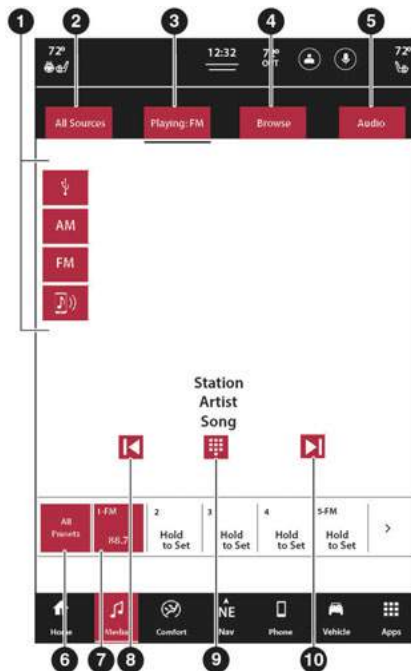 1
2
3
4
5
72°
12:32
72°
OUT
72°
All Sources
Playing: FM
Browse
Audio
AM
FM
Station
Artist
Song
All
Presets
1-FM
88.7
2
Hold
to Set
3
Hold
to Set
4
Hold
to Set
5-FM
Hold
to Set
>
Home
Media
Comfort
NE
Nav
Phone
Vehicle
Apps
6
7
8
9
10